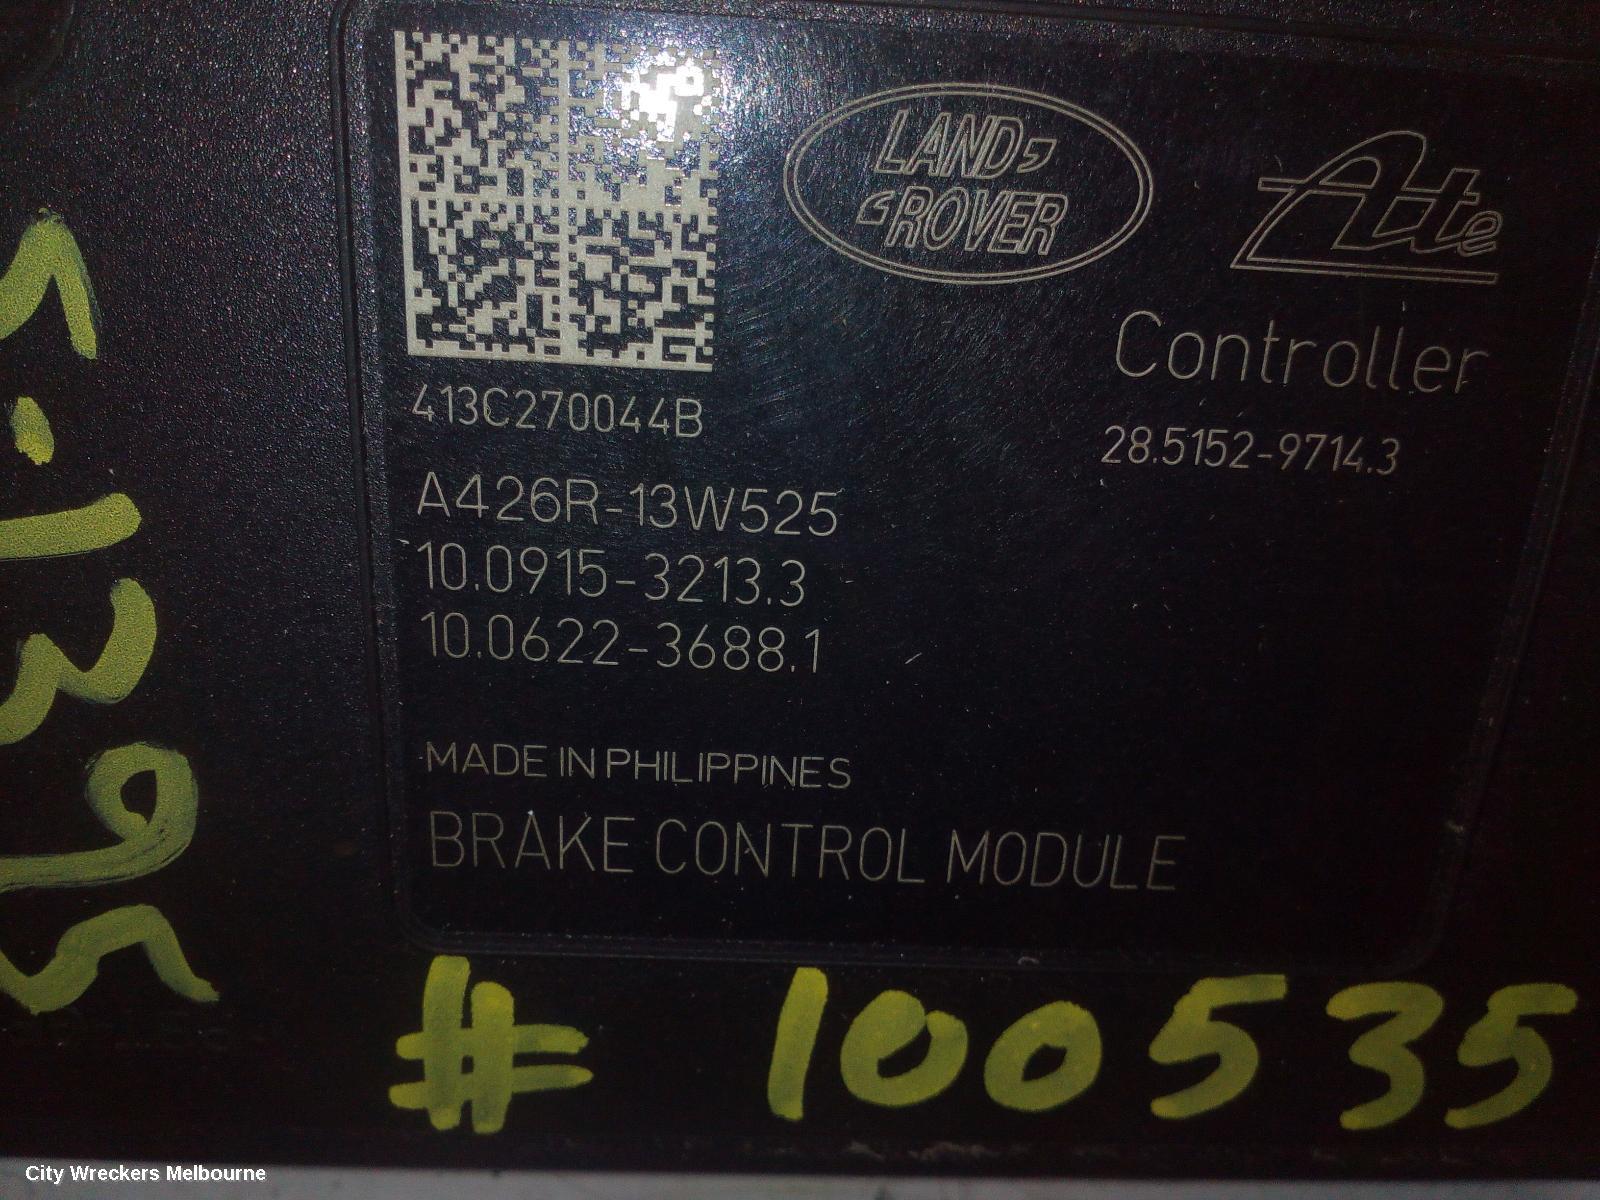 LAND
ROVER
Ate
Controller
28.5152-9714.3
413C270044B
A426R-13W525
10.0915-3213.3
10.0622-3688.1
MADE IN PHILIPPINES
BRAKE CONTROL MODULE
# 100535
City Wreckers Melbourne